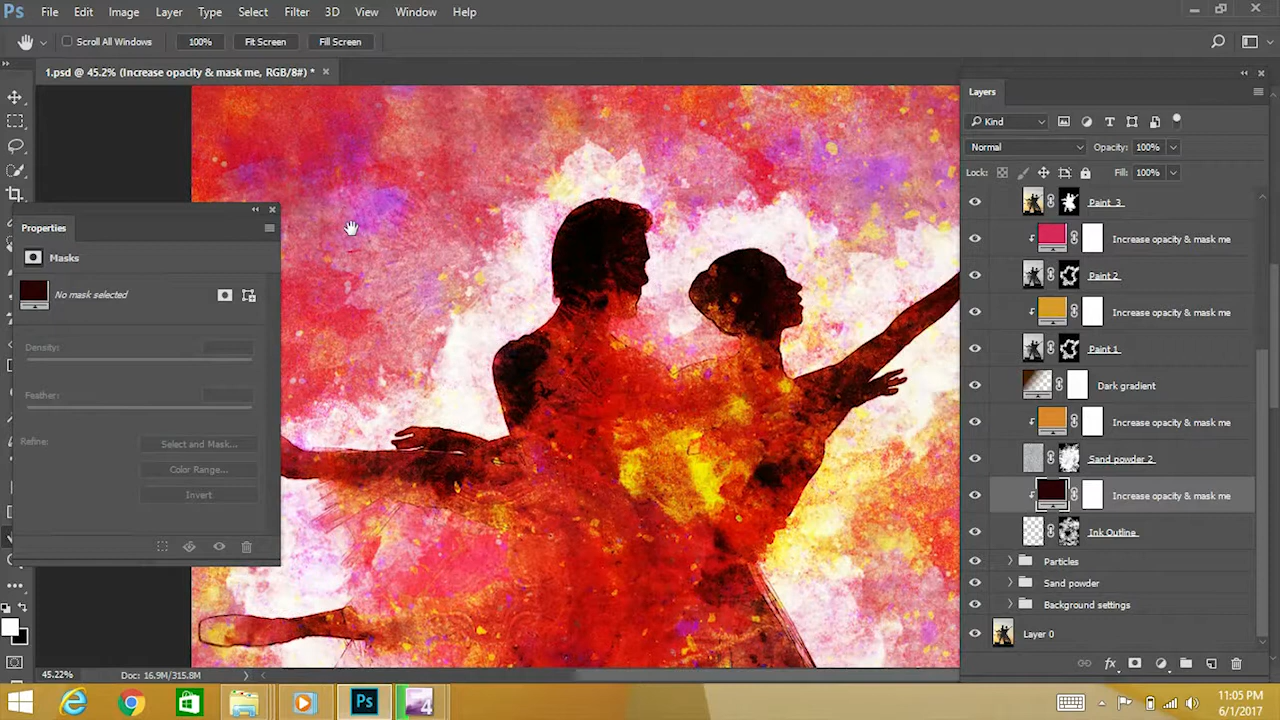 Ps File Edit Image Layer Type Select Filter 3D View Window Help
Scroll All Windows 100% Fit Screen Fill Screen
1.psd @ 45.2% (Increase opacity & mask me, RGB/8#) *
Layers
Kind
Normal Opacity: 100%
Lock: Fill: 100%
Paint 3
Increase opacity & mask me
Paint 2
Increase opacity & mask me
Paint 1
Dark gradient
Increase opacity & mask me
Sand powder 2
Increase opacity & mask me
Ink Outline
Particles
Sand powder
Background settings
Layer 0
Properties
Masks
No mask selected
Density:
Feather:
Refine: Select and Mask...
Color Range...
Invert
45.22% Doc: 16.9M/315.8M
Ps 4
11:05 PM
6/1/2017